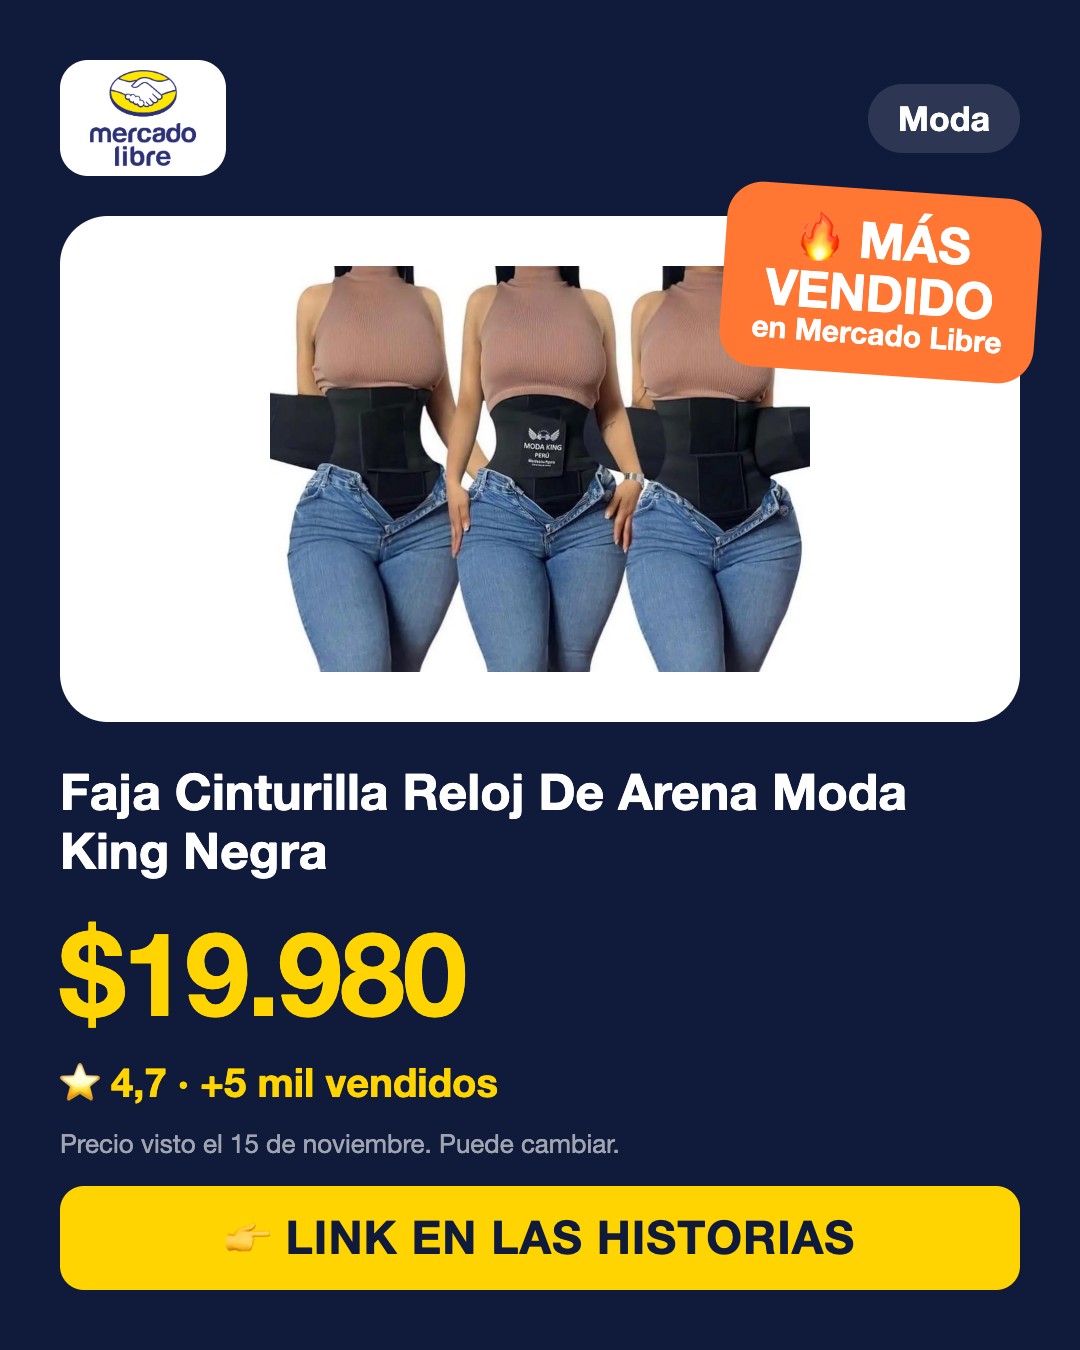 mercado
libre
Moda
🔥 MÁS
VENDIDO
en Mercado Libre
MODA KING
PERÚ
Faja Cinturilla Reloj De Arena Moda
King Negra
$19.980
⭐ 4,7 · +5 mil vendidos
Precio visto el 15 de noviembre. Puede cambiar.
👉 LINK EN LAS HISTORIAS